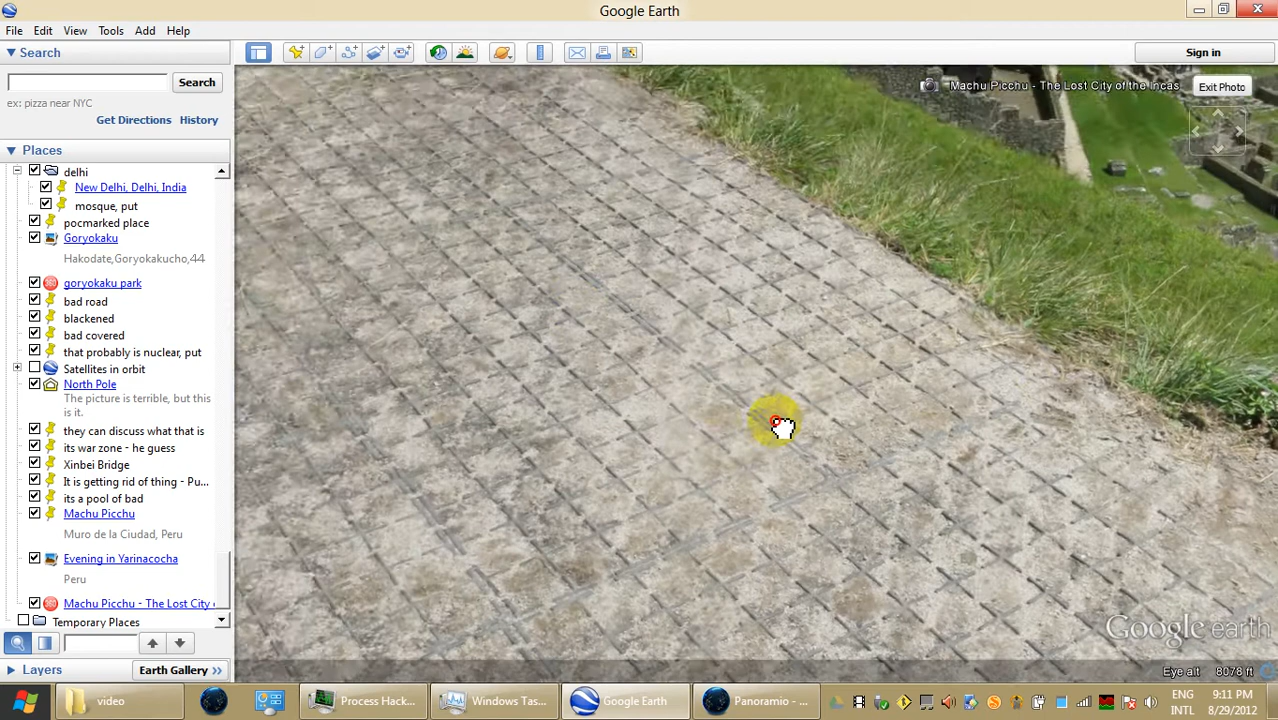 Google Earth
File Edit View Tools Add Help
Search
Sign in
Search
ex: pizza near NYC
Get Directions History
Machu Picchu - The Lost City of the Incas
Exit Photo
Places
delhi
New Delhi, Delhi, India
mosque, put
pocmarked place
Goryokaku
Hakodate,Goryokakucho,44
goryokaku park
bad road
blackened
bad covered
that probably is nuclear, put
Satellites in orbit
North Pole
The picture is terrible, but this
is it.
we can discuss what that is
its war zone - he guess
Xinbei Bridge
It is getting rid of thing - Pu...
its a pool of bad
Machu Picchu
Muro de la Ciudad, Peru
Evening in Yarinacocha
Peru
Machu Picchu - The Lost City
Temporary Places
Google earth
Layers
Earth Gallery >>
Eye alt 8078 ft
video
Process Hack...
Windows Tas...
Google Earth
Panoramio - ...
ENG
INTL
9:11 PM
8/29/2012